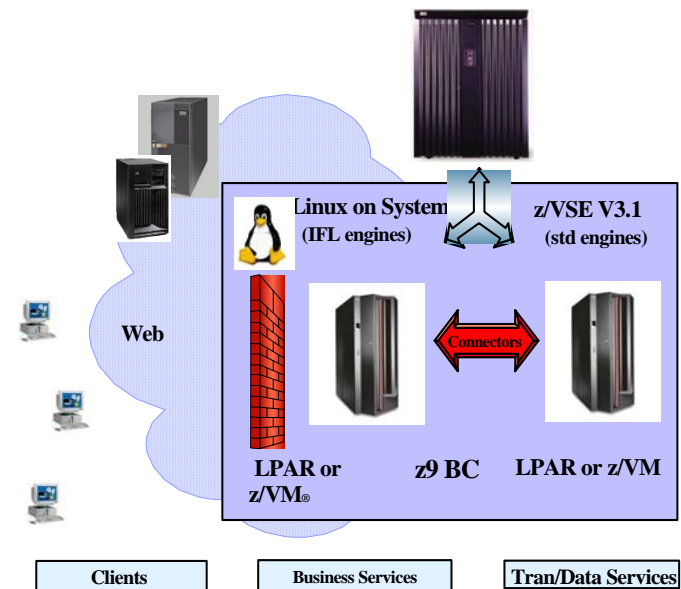 Linux on System
(IFL engines)
z/VSE V3.1
(std engines)
Web
Connectors
LPAR or
z/VM®
z9 BC
LPAR or z/VM
Clients
Business Services
Tran/Data Services